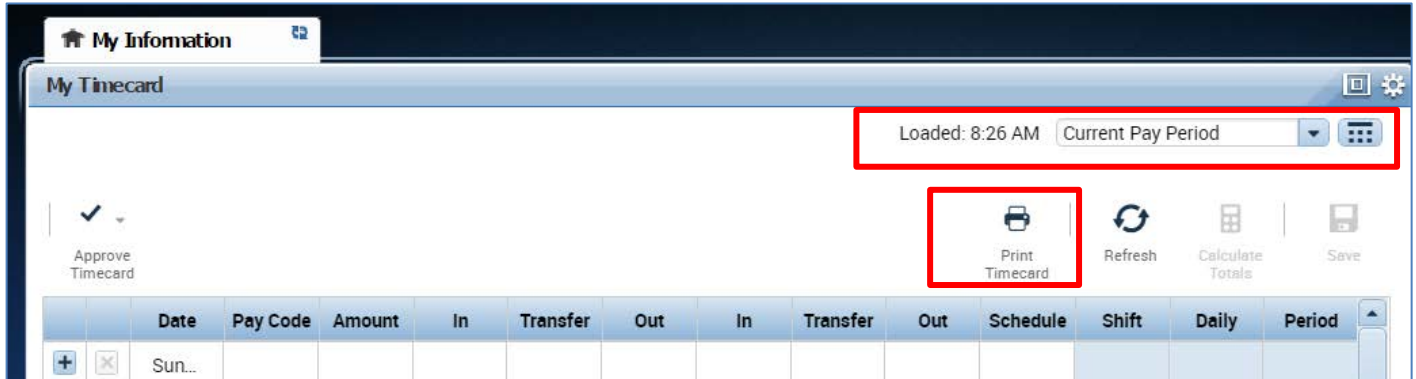 My Information
My Timecard
Loaded: 8:26 AM Current Pay Period
Approve
Timecard
Print
Timecard
Refresh
Calculate
Totals
Save
Date Pay Code Amount In Transfer Out In Transfer Out Schedule Shift Daily Period
Sun...